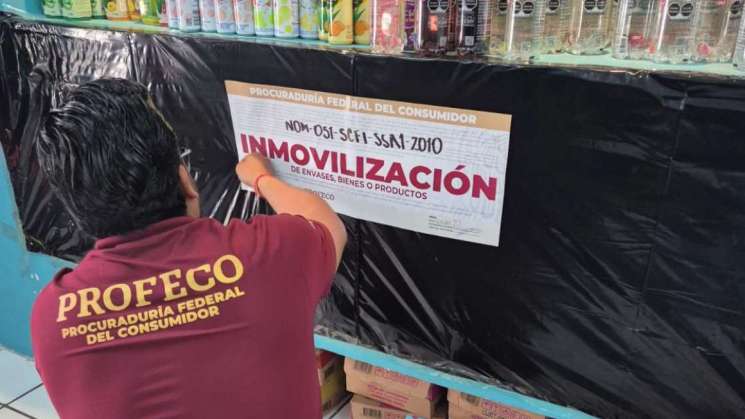 PROCURADURÍA FEDERAL DEL CONSUMIDOR
NOM-051-SCFI-SSA1-2010
INMOVILIZACIÓN
DE ENVASES, BIENES O PRODUCTOS
PROFECO
PROFECO
PROCURADURÍA FEDERAL
DEL CONSUMIDOR